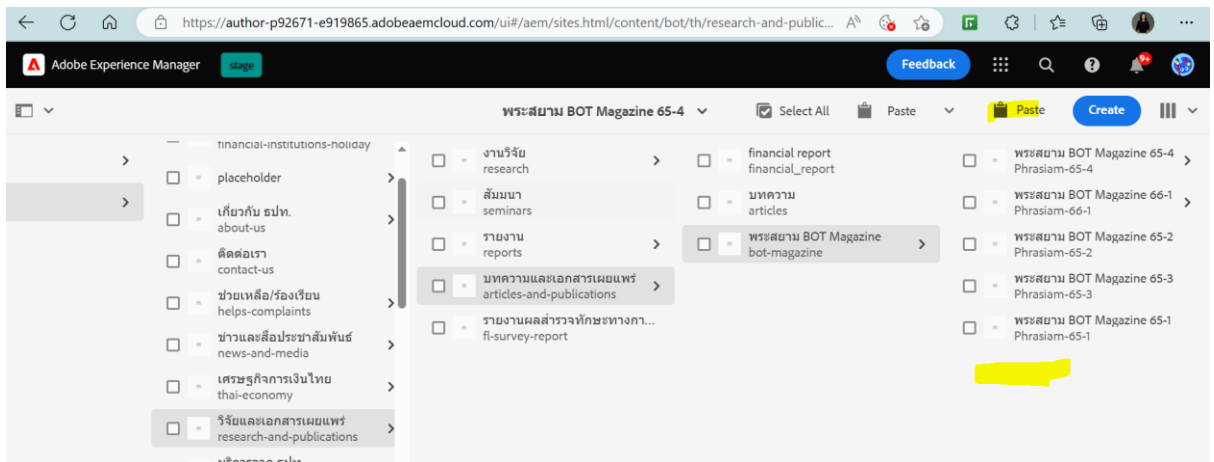 https://author-p92671-e919865.adobeaemcloud.com/ui#/aem/sites.html/content/bot/th/research-and-public...
Adobe Experience Manager
stage
Feedback
9+
พระสยาม BOT Magazine 65-4
Select All
Paste
Paste
Create
financial-institutions-holiday
placeholder
เกี่ยวกับ ธปท.
about-us
ติดต่อเรา
contact-us
ช่วยเหลือ/ร้องเรียน
helps-complaints
ข่าวและสื่อประชาสัมพันธ์
news-and-media
เศรษฐกิจการเงินไทย
thai-economy
วิจัยและเอกสารเผยแพร่
research-and-publications
บริการจาก ธปท.
งานวิจัย
research
สัมมนา
seminars
รายงาน
reports
บทความและเอกสารเผยแพร่
articles-and-publications
รายงานผลสำรวจทักษะทางกา...
fl-survey-report
financial report
financial_report
บทความ
articles
พระสยาม BOT Magazine
bot-magazine
พระสยาม BOT Magazine 65-4
Phrasiam-65-4
พระสยาม BOT Magazine 66-1
Phrasiam-66-1
พระสยาม BOT Magazine 65-2
Phrasiam-65-2
พระสยาม BOT Magazine 65-3
Phrasiam-65-3
พระสยาม BOT Magazine 65-1
Phrasiam-65-1